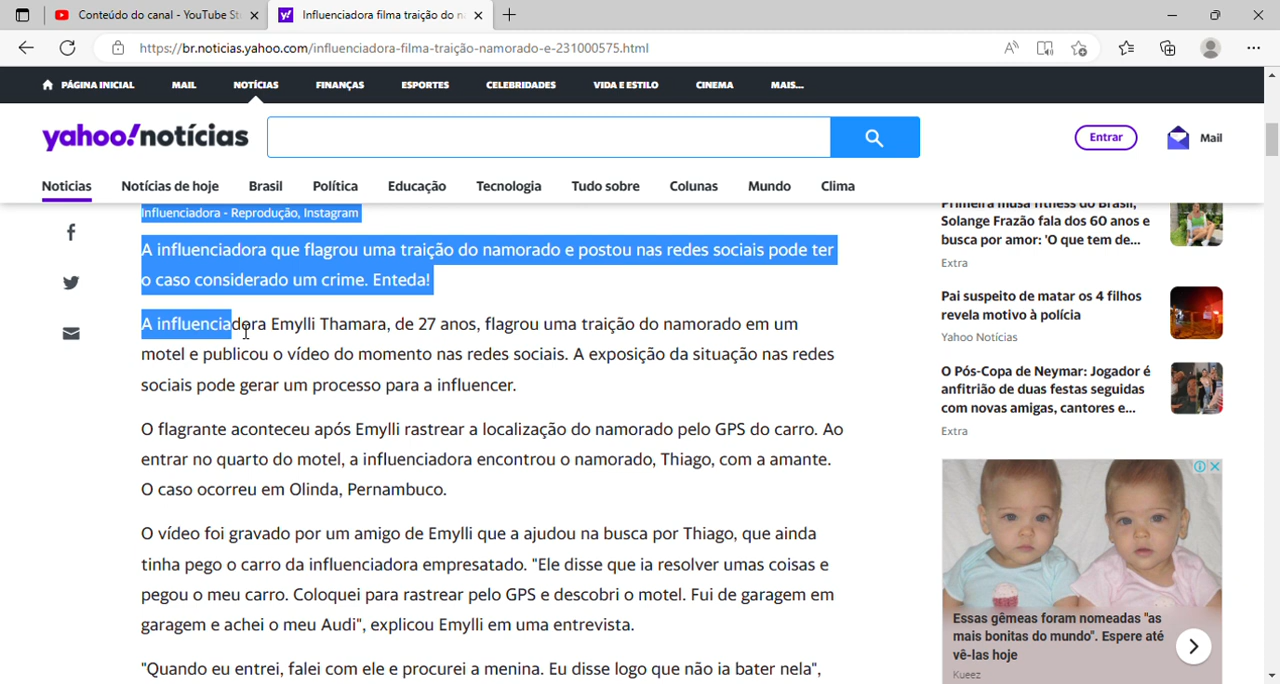 Conteúdo do canal - YouTube St
Influenciadora filma traição do n
https://br.noticias.yahoo.com/influenciadora-filma-traição-namorado-e-231000575.html
PÁGINA INICIAL MAIL NOTÍCIAS FINANÇAS ESPORTES CELEBRIDADES VIDA E ESTILO CINEMA MAIS...
yahoo!notícias
Entrar
Mail
Noticias Notícias de hoje Brasil Política Educação Tecnologia Tudo sobre Colunas Mundo Clima
Influenciadora - Reprodução, Instagram
A influenciadora que flagrou uma traição do namorado e postou nas redes sociais pode ter
o caso considerado um crime. Enteda!
A influenciadora Emylli Thamara, de 27 anos, flagrou uma traição do namorado em um
motel e publicou o vídeo do momento nas redes sociais. A exposição da situação nas redes
sociais pode gerar um processo para a influencer.
O flagrante aconteceu após Emylli rastrear a localização do namorado pelo GPS do carro. Ao
entrar no quarto do motel, a influenciadora encontrou o namorado, Thiago, com a amante.
O caso ocorreu em Olinda, Pernambuco.
O vídeo foi gravado por um amigo de Emylli que a ajudou na busca por Thiago, que ainda
tinha pego o carro da influenciadora empresatado. "Ele disse que ia resolver umas coisas e
pegou o meu carro. Coloquei para rastrear pelo GPS e descobri o motel. Fui de garagem em
garagem e achei o meu Audi", explicou Emylli em uma entrevista.
"Quando eu entrei, falei com ele e procurei a menina. Eu disse logo que não ia bater nela",
Primeira musa fitness do Brasil,
Solange Frazão fala dos 60 anos e
busca por amor: 'O que tem de...
Extra
Pai suspeito de matar os 4 filhos
revela motivo à polícia
Yahoo Notícias
O Pós-Copa de Neymar: Jogador é
anfitrião de duas festas seguidas
com novas amigas, cantores e...
Extra
Essas gêmeas foram nomeadas "as
mais bonitas do mundo". Espere até
vê-las hoje
Kueez